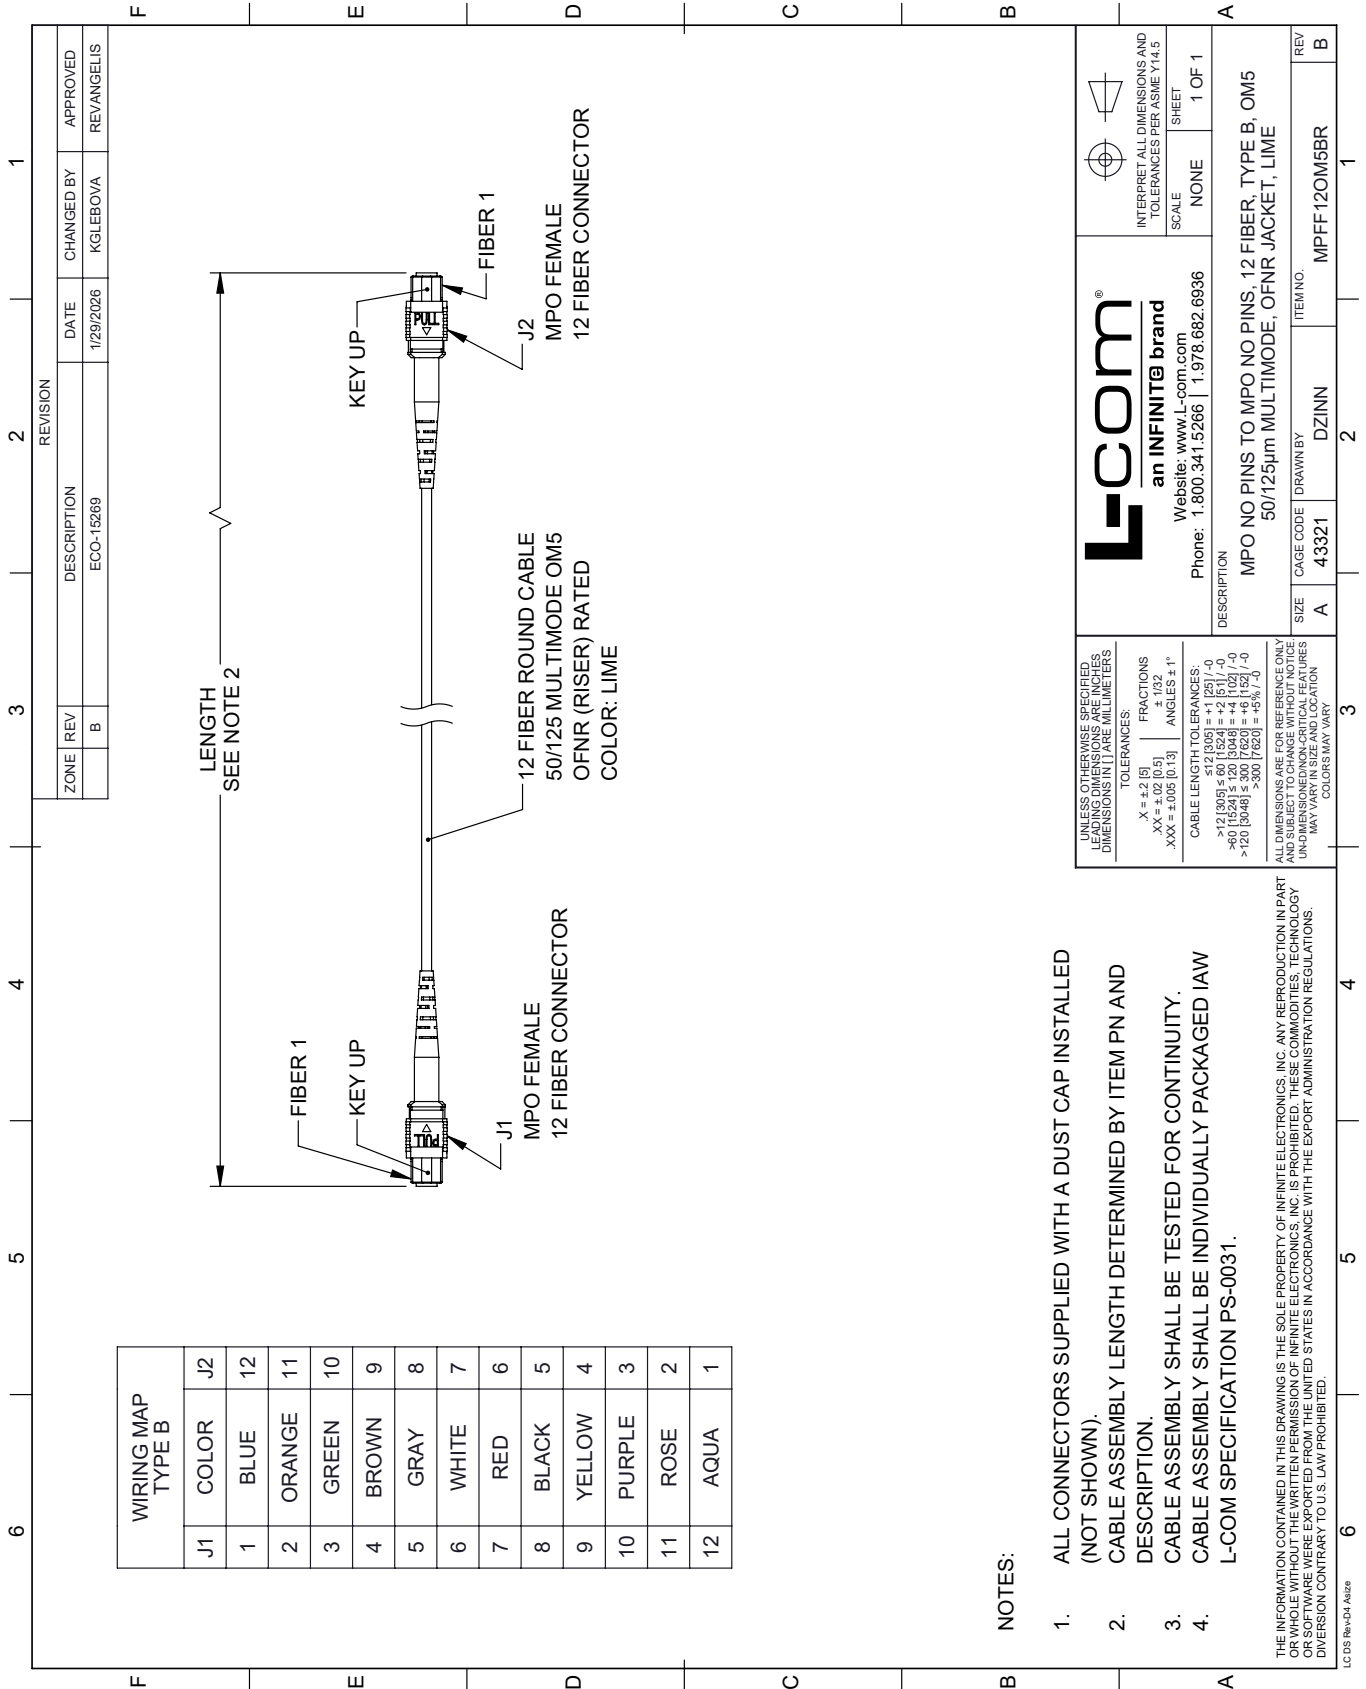 6
5
4
3
2
1
F
E
D
C
B
A
REVISION
ZONE
REV
DESCRIPTION
DATE
CHANGED BY
APPROVED
B
ECO-15269
1/29/2026
KGLEBOVA
REVANGELIS
WIRING MAP
TYPE B
J1 COLOR J2
1 BLUE 12
2 ORANGE 11
3 GREEN 10
4 BROWN 9
5 GRAY 8
6 WHITE 7
7 RED 6
8 BLACK 5
9 YELLOW 4
10 PURPLE 3
11 ROSE 2
12 AQUA 1
LENGTH
SEE NOTE 2
FIBER 1
KEY UP
PULL
J1
MPO FEMALE
12 FIBER CONNECTOR
12 FIBER ROUND CABLE
50/125 MULTIMODE OM5
OFNR (RISER) RATED
COLOR: LIME
KEY UP
PULL
FIBER 1
J2
MPO FEMALE
12 FIBER CONNECTOR
NOTES:
1. ALL CONNECTORS SUPPLIED WITH A DUST CAP INSTALLED
(NOT SHOWN).
2. CABLE ASSEMBLY LENGTH DETERMINED BY ITEM PN AND
DESCRIPTION.
3. CABLE ASSEMBLY SHALL BE TESTED FOR CONTINUITY.
4. CABLE ASSEMBLY SHALL BE INDIVIDUALLY PACKAGED IAW
L-COM SPECIFICATION PS-0031.
THE INFORMATION CONTAINED IN THIS DRAWING IS THE SOLE PROPERTY OF INFINITE ELECTRONICS, INC. ANY REPRODUCTION IN PART
OR WHOLE WITHOUT THE WRITTEN PERMISSION OF INFINITE ELECTRONICS, INC. IS PROHIBITED. THESE COMMODITIES, TECHNOLOGY
OR SOFTWARE WERE EXPORTED FROM THE UNITED STATES IN ACCORDANCE WITH THE EXPORT ADMINISTRATION REGULATIONS.
DIVERSION CONTRARY TO U.S. LAW PROHIBITED.
UNLESS OTHERWISE SPECIFIED
LEADING DIMENSIONS ARE INCHES
DIMENSIONS IN [ ] ARE MILLIMETERS
TOLERANCES:
.X = ±.2 [5]
.XX = ±.02 [0.5]
.XXX = ±.005 [0.13]
FRACTIONS
± 1/32
ANGLES ± 1°
CABLE LENGTH TOLERANCES:
≤12 [305] = +1 [25] / -0
>12 [305] ≤ 60 [1524] = +2 [51] / -0
>60 [1524] ≤ 120 [3048] = +4 [102] / -0
>120 [3048] ≤ 300 [7620] = +6 [152] / -0
>300 [7620] = +5% / -0
ALL DIMENSIONS ARE FOR REFERENCE ONLY
AND SUBJECT TO CHANGE WITHOUT NOTICE.
UN-DIMENSIONED/NON-CRITICAL FEATURES
MAY VARY IN SIZE AND LOCATION
COLORS MAY VARY
L-com®
an INFINITE brand
Website: www.L-com.com
Phone: 1.800.341.5266 | 1.978.682.6936
INTERPRET ALL DIMENSIONS AND
TOLERANCES PER ASME Y14.5
SCALE
NONE
SHEET
1 OF 1
DESCRIPTION
MPO NO PINS TO MPO NO PINS, 12 FIBER, TYPE B, OM5
50/125µm MULTIMODE, OFNR JACKET, LIME
SIZE
A
CAGE CODE
43321
DRAWN BY
DZINN
ITEM NO.
MPFF12OM5BR
REV
B
F
E
D
C
B
A
6
5
4
3
2
1
LC DS Rev-D4 Asize